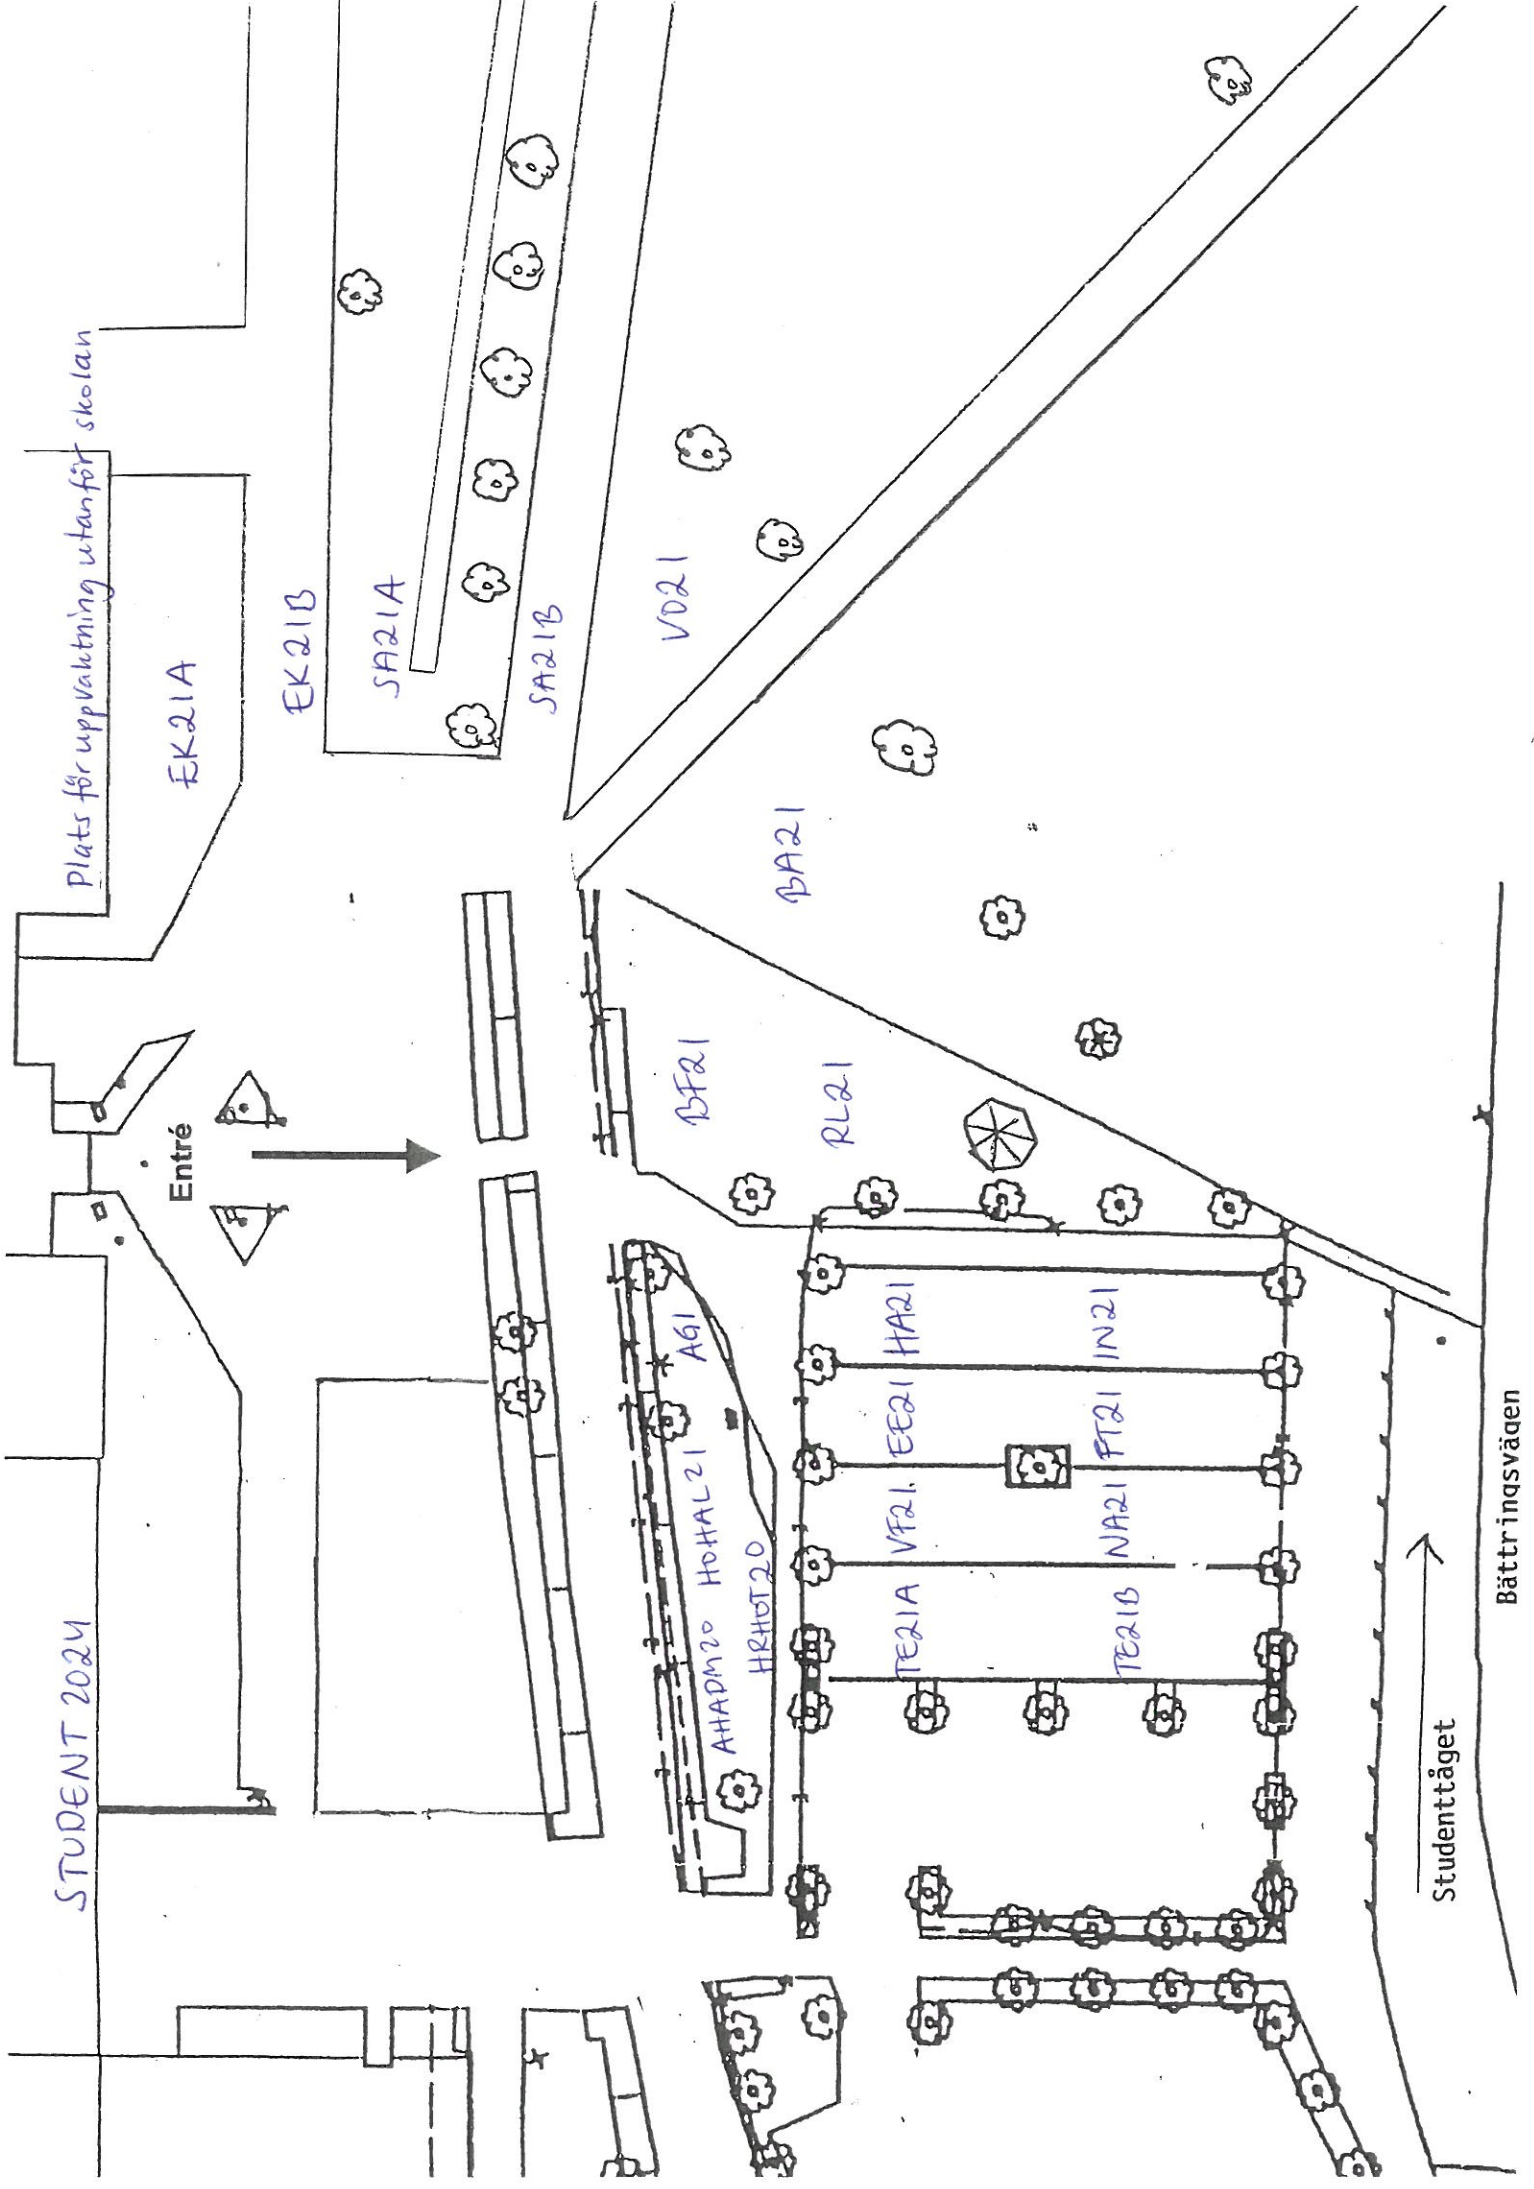 STUDENT 2024
Plats för uppvaktning utanför skolan
EK21A
Entré
EK21B
SA21A
SA21B
VO21
BA21
BF21
RL21
AG1
HOHAL21
AHADM20
HRHOT20
TE21A VF21. EE21 HA21
TE21B NA21 FT21 IN21
Studenttåget
Bättringsvägen